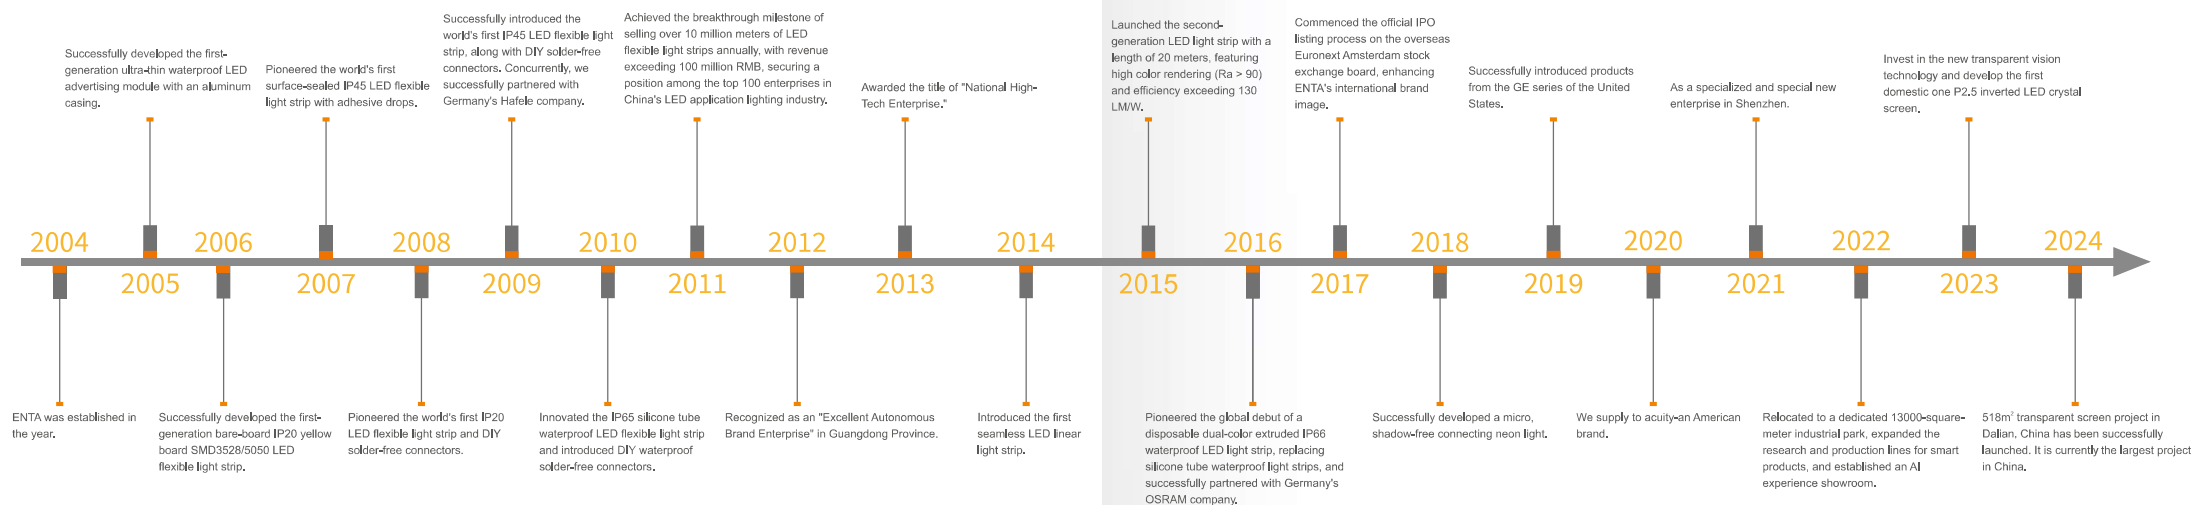 Successfully developed the first-
generation ultra-thin waterproof LED
advertising module with an aluminum
casing.
Pioneered the world's first
surface-sealed IP45 LED flexible
light strip with adhesive drops.
Successfully introduced the
world's first IP45 LED flexible light
strip, along with DIY solder-free
connectors. Concurrently, we
successfully partnered with
Germany's Hafele company.
Achieved the breakthrough milestone of
selling over 10 million meters of LED
flexible light strips annually, with revenue
exceeding 100 million RMB, securing a
position among the top 100 enterprises in
China's LED application lighting industry.
Awarded the title of "National High-
Tech Enterprise."
Launched the second-
generation LED light strip with a
length of 20 meters, featuring
high color rendering (Ra > 90)
and efficiency exceeding 130
LM/W.
Commenced the official IPO
listing process on the overseas
Euronext Amsterdam stock
exchange board, enhancing
ENTA's international brand
image.
Successfully introduced products
from the GE series of the United
States.
As a specialized and special new
enterprise in Shenzhen.
Invest in the new transparent vision
technology and develop the first
domestic one P2.5 inverted LED crystal
screen.
2004
2006
2008
2010
2012
2014
2016
2018
2020
2022
2024
2005
2007
2009
2011
2013
2015
2017
2019
2021
2023
ENTA was established in
the year.
Successfully developed the first-
generation bare-board IP20 yellow
board SMD3528/5050 LED
flexible light strip.
Pioneered the world's first IP20
LED flexible light strip and DIY
solder-free connectors.
Innovated the IP65 silicone tube
waterproof LED flexible light strip
and introduced DIY waterproof
solder-free connectors.
Recognized as an "Excellent Autonomous
Brand Enterprise" in Guangdong Province.
Introduced the first
seamless LED linear
light strip.
Pioneered the global debut of a
disposable dual-color extruded IP66
waterproof LED light strip, replacing
silicone tube waterproof light strips, and
successfully partnered with Germany's
OSRAM company.
Successfully developed a micro,
shadow-free connecting neon light.
We supply to acuity-an American
brand.
Relocated to a dedicated 13000-square-
meter industrial park, expanded the
research and production lines for smart
products, and established an AI
experience showroom.
518m² transparent screen project in
Dalian, China has been successfully
launched. It is currently the largest project
in China.